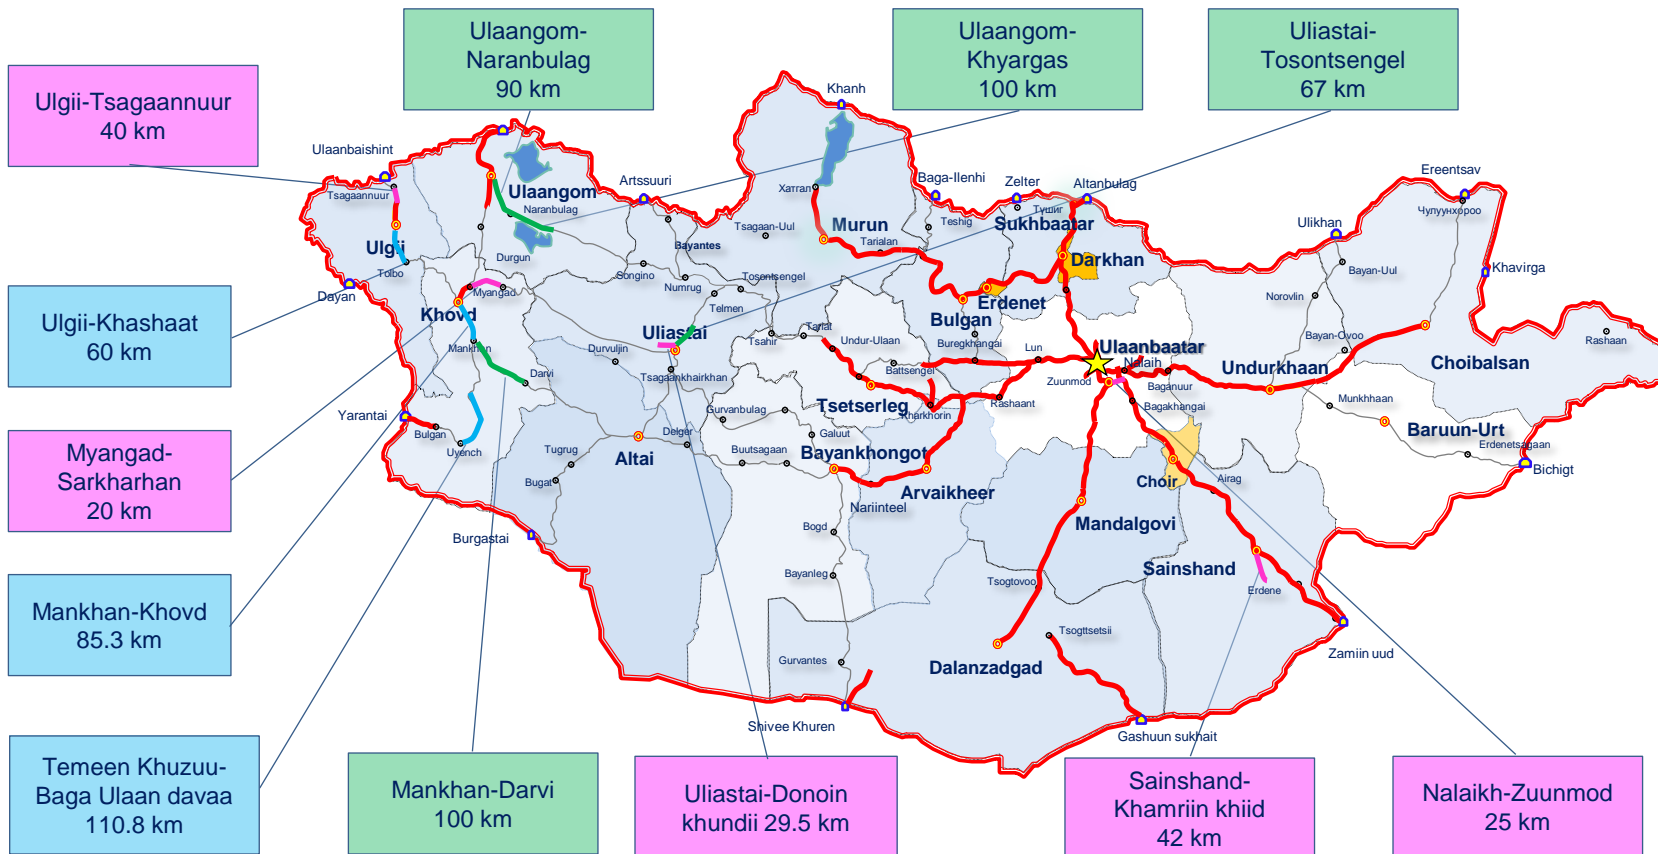 Ulaangom-
Naranbulag
90 km
Ulaangom-
Khyargas
100 km
Uliastai-
Tosontsengel
67 km
Ulgii-Tsagaannuur
40 km
Ulgii-Khashaat
60 km
Myangad-
Sarkharhan
20 km
Mankhan-Khovd
85.3 km
Temeen Khuzuu-
Baga Ulaan davaa
110.8 km
Mankhan-Darvi
100 km
Uliastai-Donoin
khundii 29.5 km
Sainshand-
Khamriin khiid
42 km
Nalaikh-Zuunmod
25 km
Khanh
Ulaanbaishint
Tsagaannuur
Ulaangom
Naranbulag
Artssuuri
Хатгал
Baga-Ilenhi
Zelter
Altanbulag
Ereentsav
Тушиг
Чулуунхороо
Sukhbaatar
Murun
Teshig
Tsagaan-Uul
Tarialan
Ulikhan
Ulgii
Tolbo
Durgun
Bayantes
Songino
Numrug
Tosontsengel
Telmen
Darkhan
Bayan-Uul
Khavirga
Dayan
Myangad
Khovd
Erdenet
Norovlin
Bulgan
Uliastai
Tsahir
Tariat
Undur-Ulaan
Buregkhangai
Lun
Bayan-Ovoo
Rashaan
Mankhan
Durvuljin
Tsagaankhairkhan
Battsengel
Ulaanbaatar
Nalaih
Zuunmod
Baganuur
Undurkhaan
Choibalsan
Darvi
Tsetserleg
Kharkhorin
Rashaant
Bagakhangai
Munkhhaan
Yarantai
Bulgan
Uyench
Gurvanbulag
Galuut
Delger
Altai
Tugrug
Bugat
Buutsagaan
Bayankhongot
Arvaikheer
Nariinteel
Baruun-Urt
Erdenetsagaan
Bichigt
Choir
Airag
Mandalgovi
Bogd
Burgastai
Bayanleg
Tsogtovoo
Sainshand
Erdene
Tsogttsetsii
Zamiin uud
Gurvantes
Dalanzadgad
Shivee Khuren
Gashuun sukhait